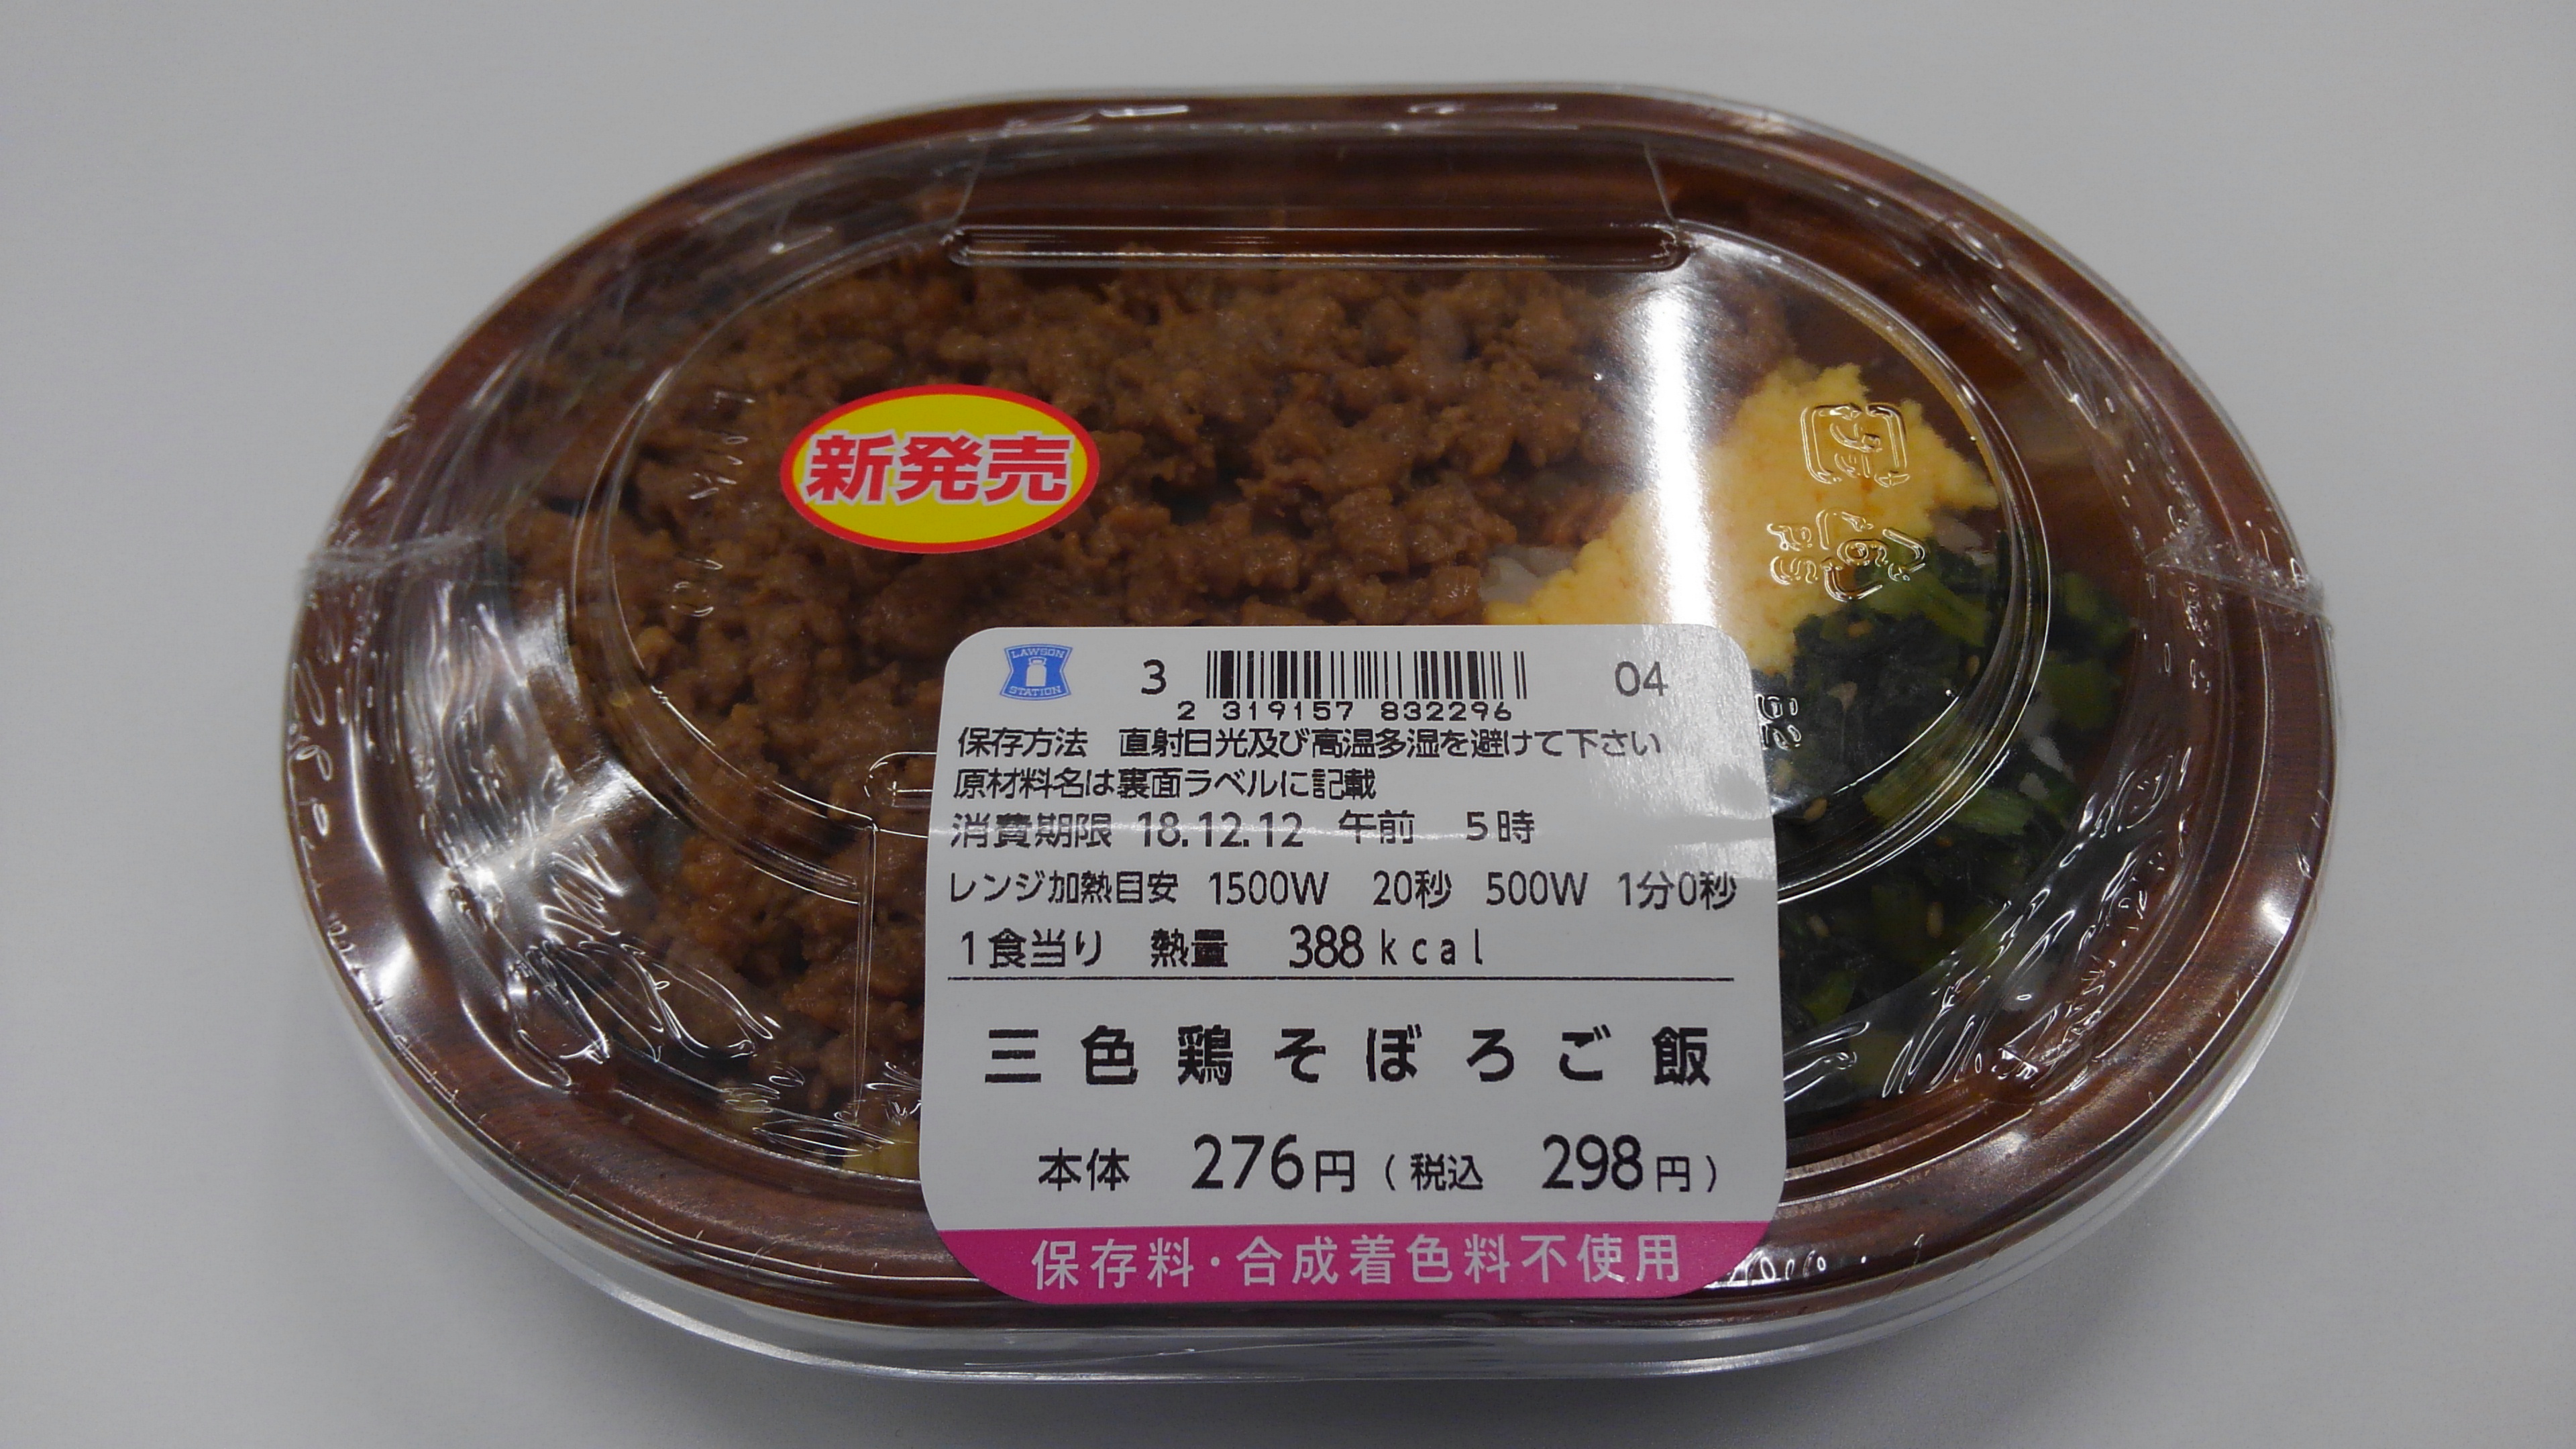 新発売
LAWSON
STATION
3 04
2 319157 832296
保存方法 直射日光及び高温多湿を避けて下さい
原材料名は裏面ラベルに記載
消費期限 18.12.12 午前 5時
レンジ加熱目安 1500W 20秒 500W 1分0秒
1食当り 熱量 388kcal
三色鶏そぼろご飯
本体 276円(税込 298円)
保存料・合成着色料不使用